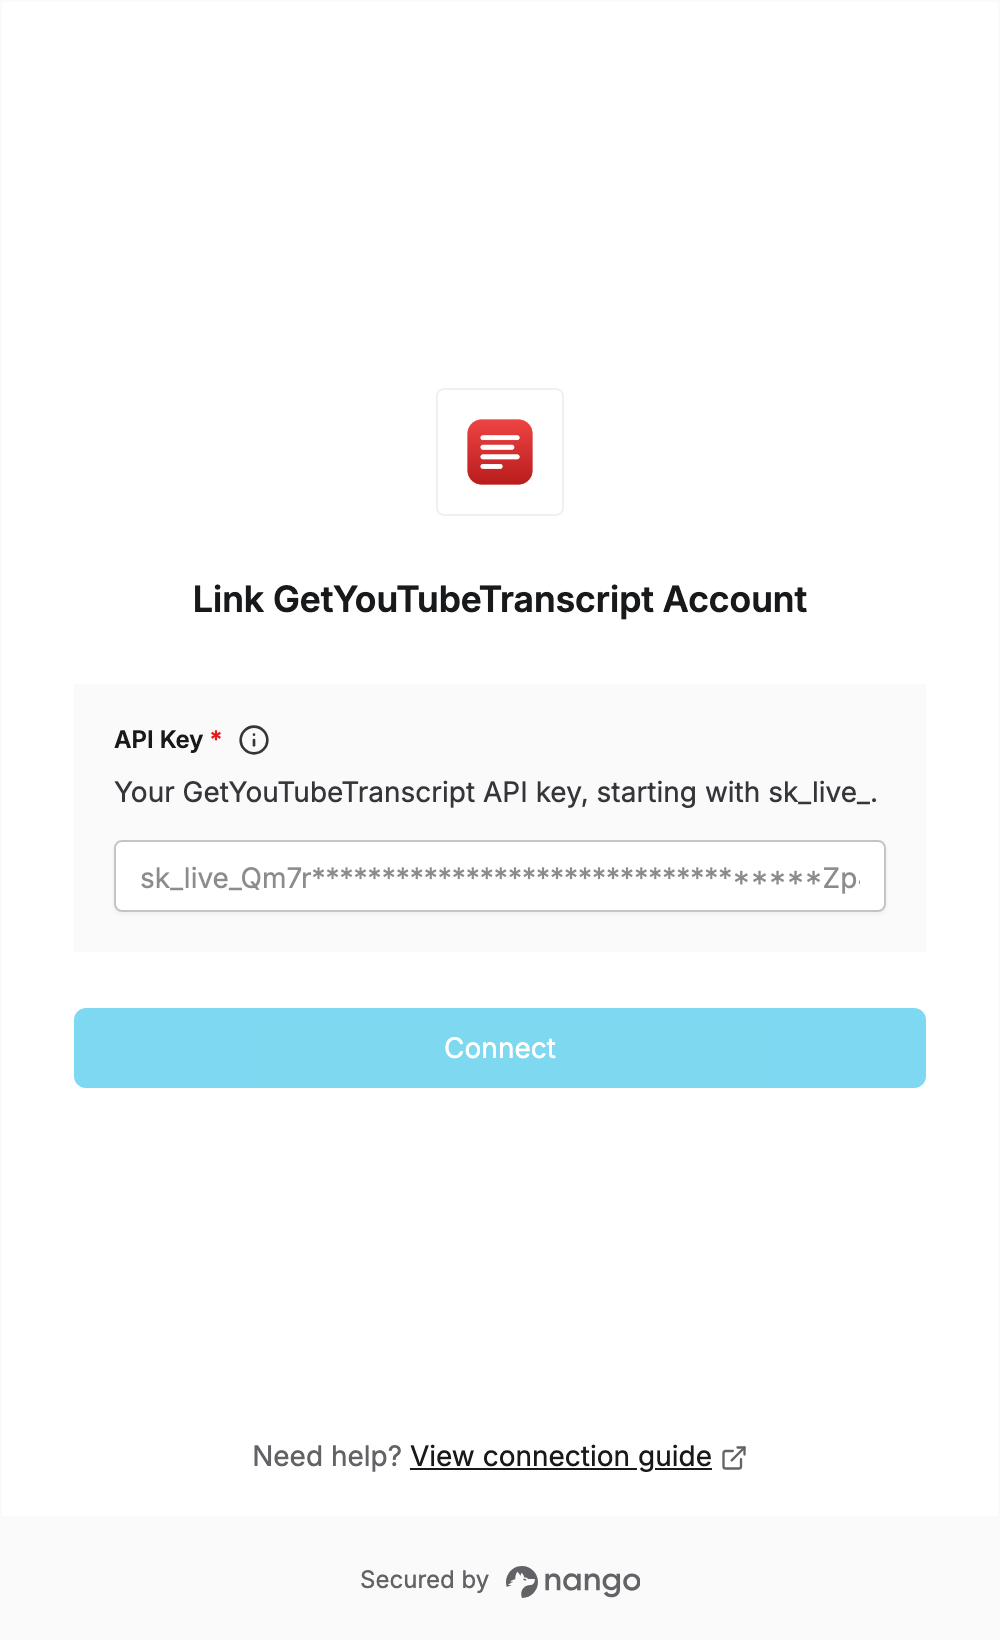 Link GetYouTubeTranscript Account
API Key *
Your GetYouTubeTranscript API key, starting with sk_live_.
sk_live_Qm7r************************************Zp
Connect
Need help? View connection guide
Secured by nango